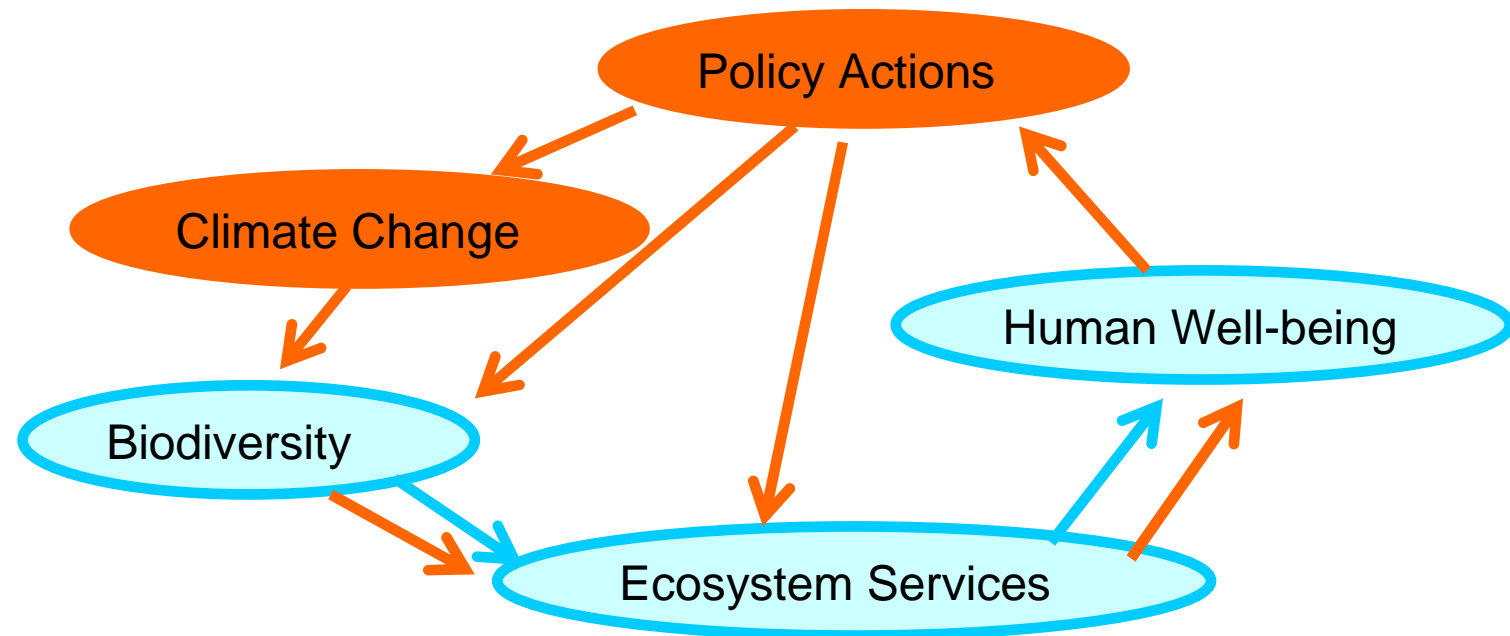 Policy Actions
Climate Change
Human Well-being
Biodiversity
Ecosystem Services